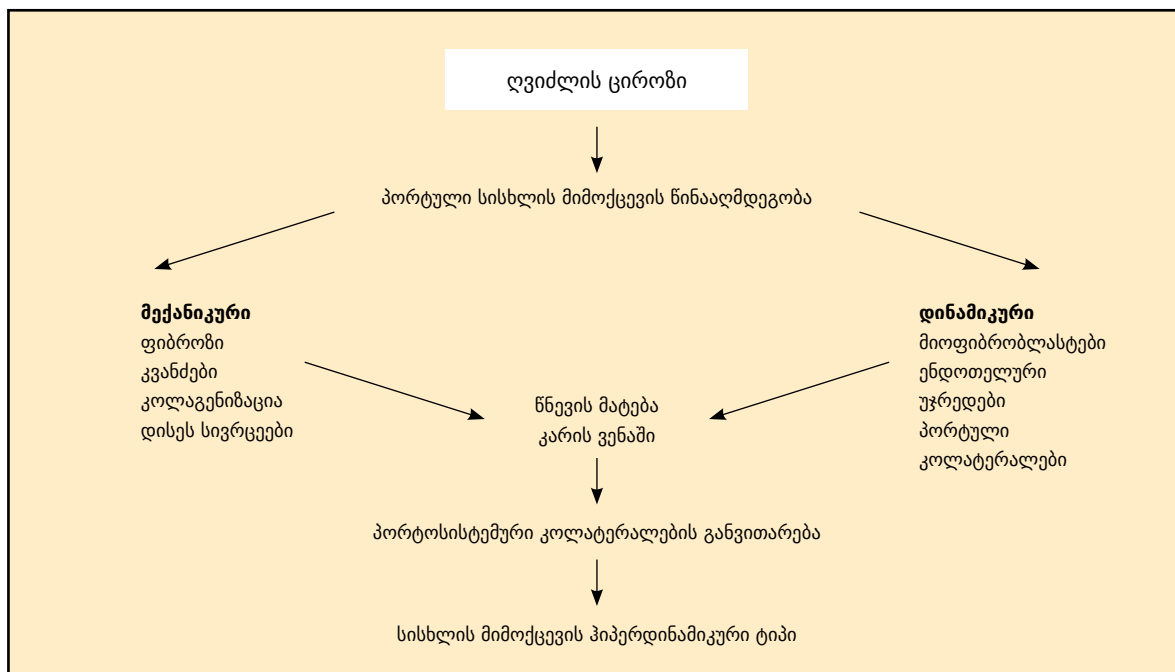 ღვიძლის ციროზი
პორტული სისხლის მიმოქცევის წინააღმდეგობა
მექანიკური
ფიბროზი
კვანძები
კოლაგენიზაცია
დისეს სივრცეები
დინამიკური
მიოფიბრობლასტები
ენდოთელური
უჯრედები
პორტული
კოლატერალები
წნევის მატება
კარის ვენაში
პორტოსისტემური კოლატერალების განვითარება
სისხლის მიმოქცევის ჰიპერდინამიკური ტიპი